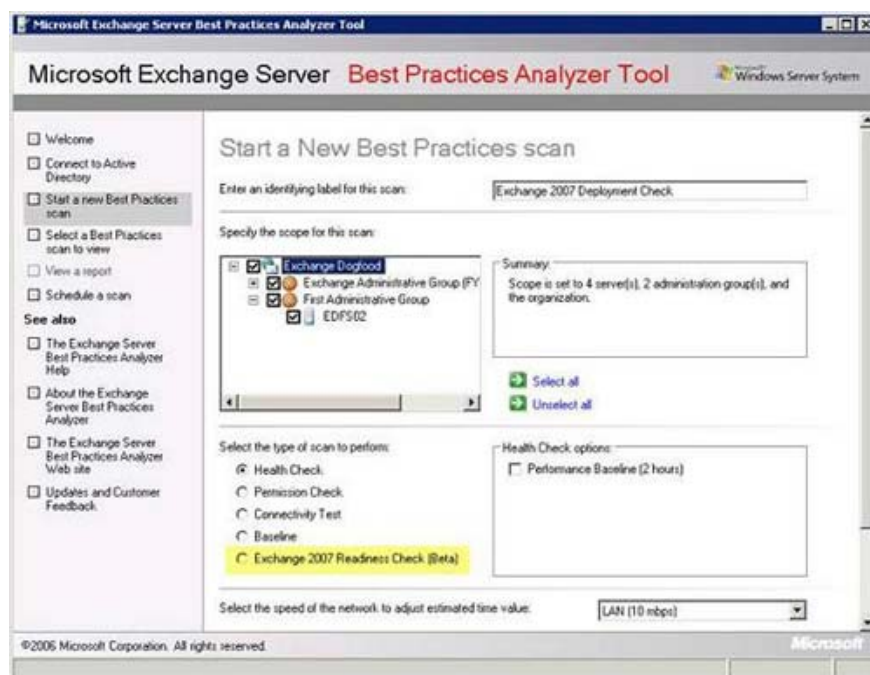 Microsoft Exchange Server Best Practices Analyzer Tool
Microsoft Exchange Server Best Practices Analyzer Tool
Windows Server System
Welcome
Connect to Active
Directory
Start a new Best Practices
scan
Select a Best Practices
scan to view
View a report
Schedule a scan
See also
The Exchange Server
Best Practices Analyzer
Help
About the Exchange
Server Best Practices
Analyzer
The Exchange Server
Best Practices Analyzer
Web site
Updates and Customer
Feedback
Start a New Best Practices scan
Enter an identifying label for this scan:
Exchange 2007 Deployment Check
Specify the scope for this scan:
Exchange Dogfood
Exchange Administrative Group (FY
First Administrative Group
EDFS02
Summary
Scope is set to 4 server(s), 2 administration group(s), and
the organization.
Select all
Unselect all
Select the type of scan to perform:
Health Check
Permission Check
Connectivity Test
Baseline
Exchange 2007 Readiness Check (Beta)
Health Check options:
Performance Baseline (2 hours)
Select the speed of the network to adjust estimated time value:
LAN (10 mbps)
©2006 Microsoft Corporation. All rights reserved.
Microsoft